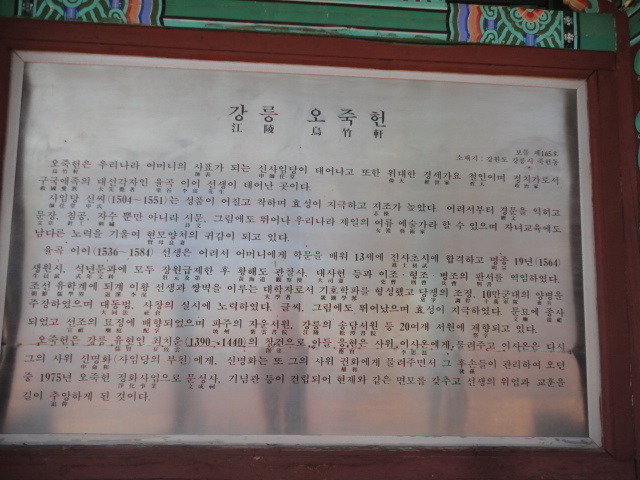 강릉 오죽헌
江陵 烏竹軒
보물 제165호
소재지 : 강원도 강릉시 죽헌동
오죽헌은 우리나라 어머니의 사표가 되는 신사임당이 태어나고 또한 위대한 경세가요 철인이며 정치가로서
구국애족의 대선각자인 율곡 이이 선생이 태어난 곳이다.
사임당 신씨(1504~1551)는 성품이 어질고 착하며 효성이 지극하고 지조가 높았다. 어려서부터 경문을 익히고
문장, 침공, 자수 뿐만 아니라 시문, 그림에도 뛰어나 우리나라 제일의 여류 예술가라 할 수 있으며 자녀교육에도
남다른 노력을 기울여 현모양처의 귀감이 되고 있다.
율곡 이이(1536~1584) 선생은 어려서 어머니에게 학문을 배워 13세에 진사초시에 합격하고 명종 19년(1564)
생원시, 식년문과에 모두 장원급제한 후 황해도 관찰사, 대사헌 등과 이조·형조·병조의 판서를 역임하였다.
조선 유학계에 퇴계 이황 선생과 쌍벽을 이루는 대학자로서 기호학파를 형성했고 당쟁의 조정, 10만군대의 양병을
주장하였으며 대동법, 사창의 실시에 노력하였다. 글씨, 그림에도 뛰어났으며 효성이 지극하였다. 문묘에 종사
되었고 선조의 묘정에 배향되었으며 파주의 자운서원, 강릉의 송담서원 등 20여개 서원에 제향되고 있다.
오죽헌은 강릉 유현인 최치운(1390~1440)의 창건으로 아들 응현은 사위 이사온에게 물려주고 이사온은 다시
그의 사위 신명화(사임당의 부친)에게, 신명화는 또 그의 사위 권화에게 물려주면서 그 후손들이 관리하여 오던
중 1975년 오죽헌 정화사업으로 문성사, 기념관 등이 건립되어 현재와 같은 면모를 갖추고 선생의 위업과 교훈을
길이 추앙하게 된 것이다.